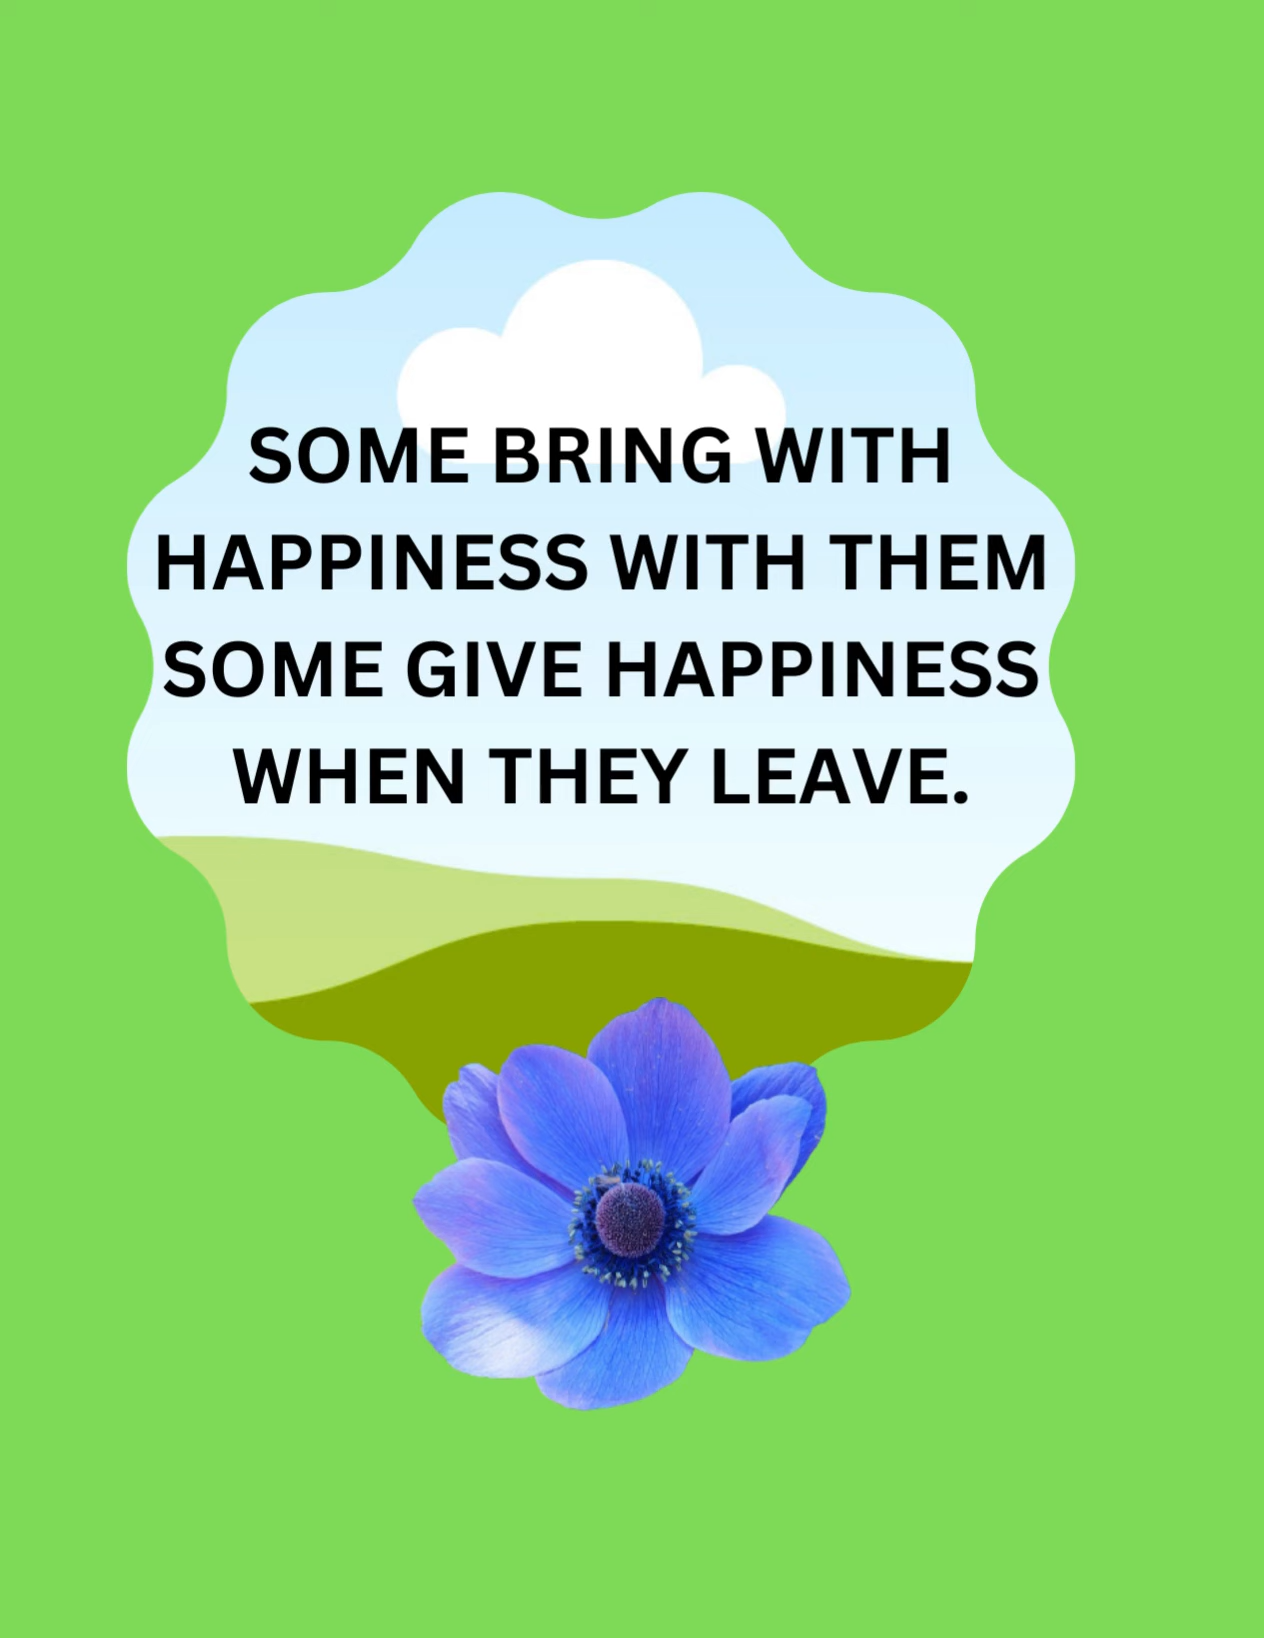 SOME BRING WITH
HAPPINESS WITH THEM
SOME GIVE HAPPINESS
WHEN THEY LEAVE.